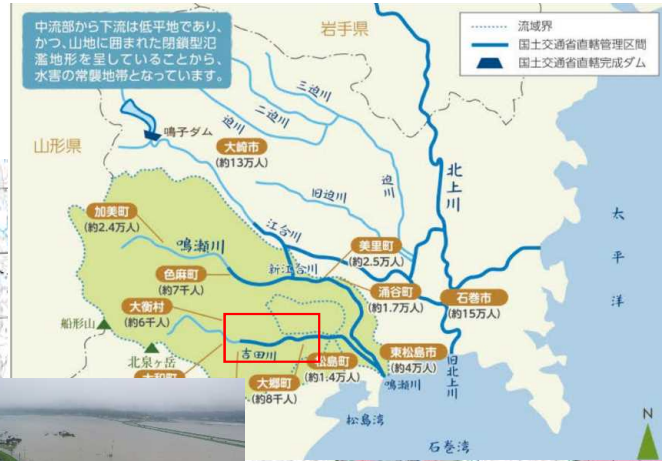 中流部から下流は低平地であり、
かつ、山地に囲まれた閉鎖型氾
濫地形を呈していることから、
水害の常襲地帯となっています。
岩手県
流域界
国土交通省直轄管理区間
国土交通省直轄完成ダム
三迫川
二迫川
迫川
鳴子ダム
山形県
大崎市
(約13万人)
北上川
旧迫川
迫川
太平洋
加美町
(約2.4万人)
江合川
鳴瀬川
美里町
(約2.5万人)
新江合川
色麻町
(約7千人)
涌谷町
(約1.7万人)
石巻市
(約15万人)
大衡村
(約6千人)
船形山
北泉ヶ岳
吉田川
松島町
(約1.4万人)
東松島市
(約4万人)
旧北上川
大郷町
(約8千人)
鳴瀬川
松島湾
石巻湾
N